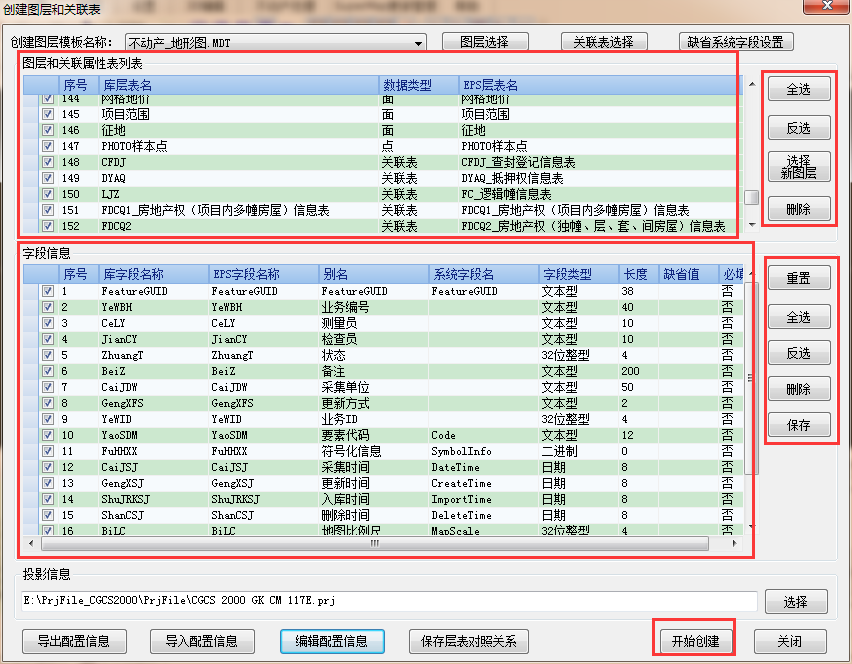 创建图层和关联表
创建图层模板名称： 不动产_地形图.MDT 图层选择 关联表选择 缺省系统字段设置
图层和关联属性表列表
序号 库层表名 数据类型 EPS层表名
144 网格地价 面 网格地价
145 项目范围 面 项目范围
146 征地 面 征地
147 PHOTO样本点 点 PHOTO样本点
148 CFDJ 关联表 CFDJ_查封登记信息表
149 DYAQ 关联表 DYAQ_抵押权信息表
150 LJZ 关联表 FC_逻辑幢信息表
151 FDCQ1_房地产权（项目内多幢房屋）信息表 关联表 FDCQ1_房地产权（项目内多幢房屋）信息表
152 FDCQ2 关联表 FDCQ2_房地产权（独幢、层、套、间房屋）信息表
全选
反选
选择
新图层
删除
字段信息
序号 库字段名称 EPS字段名称 别名 系统字段名 字段类型 长度 缺省值 必填
1 FeatureGUID FeatureGUID FeatureGUID FeatureGUID 文本型 38 否
2 YeWBH YeWBH 业务编号 文本型 40 否
3 CeLY CeLY 测量员 文本型 10 否
4 JianCY JianCY 检查员 文本型 10 否
5 ZhuangT ZhuangT 状态 32位整型 4 否
6 BeiZ BeiZ 备注 文本型 200 否
7 CaiJDW CaiJDW 采集单位 文本型 50 否
8 GengXFS GengXFS 更新方式 文本型 2 否
9 YeWID YeWID 业务ID 32位整型 4 否
10 YaoSDM YaoSDM 要素代码 Code 文本型 12 否
11 FuHHXX FuHHXX 符号化信息 SymbolInfo 二进制 0 否
12 CaiJSJ CaiJSJ 采集时间 DateTime 日期 8 否
13 GengXSJ GengXSJ 更新时间 CreateTime 日期 8 否
14 ShuJRKSJ ShuJRKSJ 入库时间 ImportTime 日期 8 否
15 ShanCSJ ShanCSJ 删除时间 DeleteTime 日期 8 否
16 BiLC BiLC 地图比例尺 MapScale 32位整型 4 否
重置
全选
反选
删除
保存
投影信息
E:\PrjFile_CGCS2000\PrjFile\CGCS 2000 GK CM 117E.prj 选择
导出配置信息 导入配置信息 编辑配置信息 保存层表对照关系 开始创建 关闭